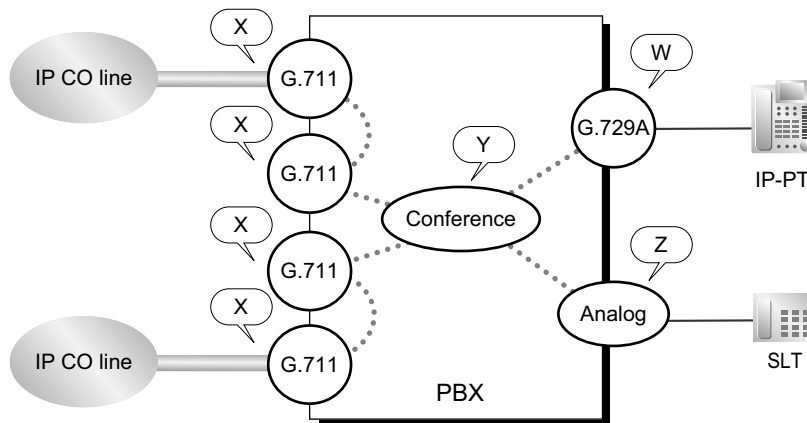 X
IP CO line
G.711
W
X
G.729A
G.711
Y
IP-PT
Conference
X
Z
G.711
X
Analog
IP CO line
G.711
SLT
PBX